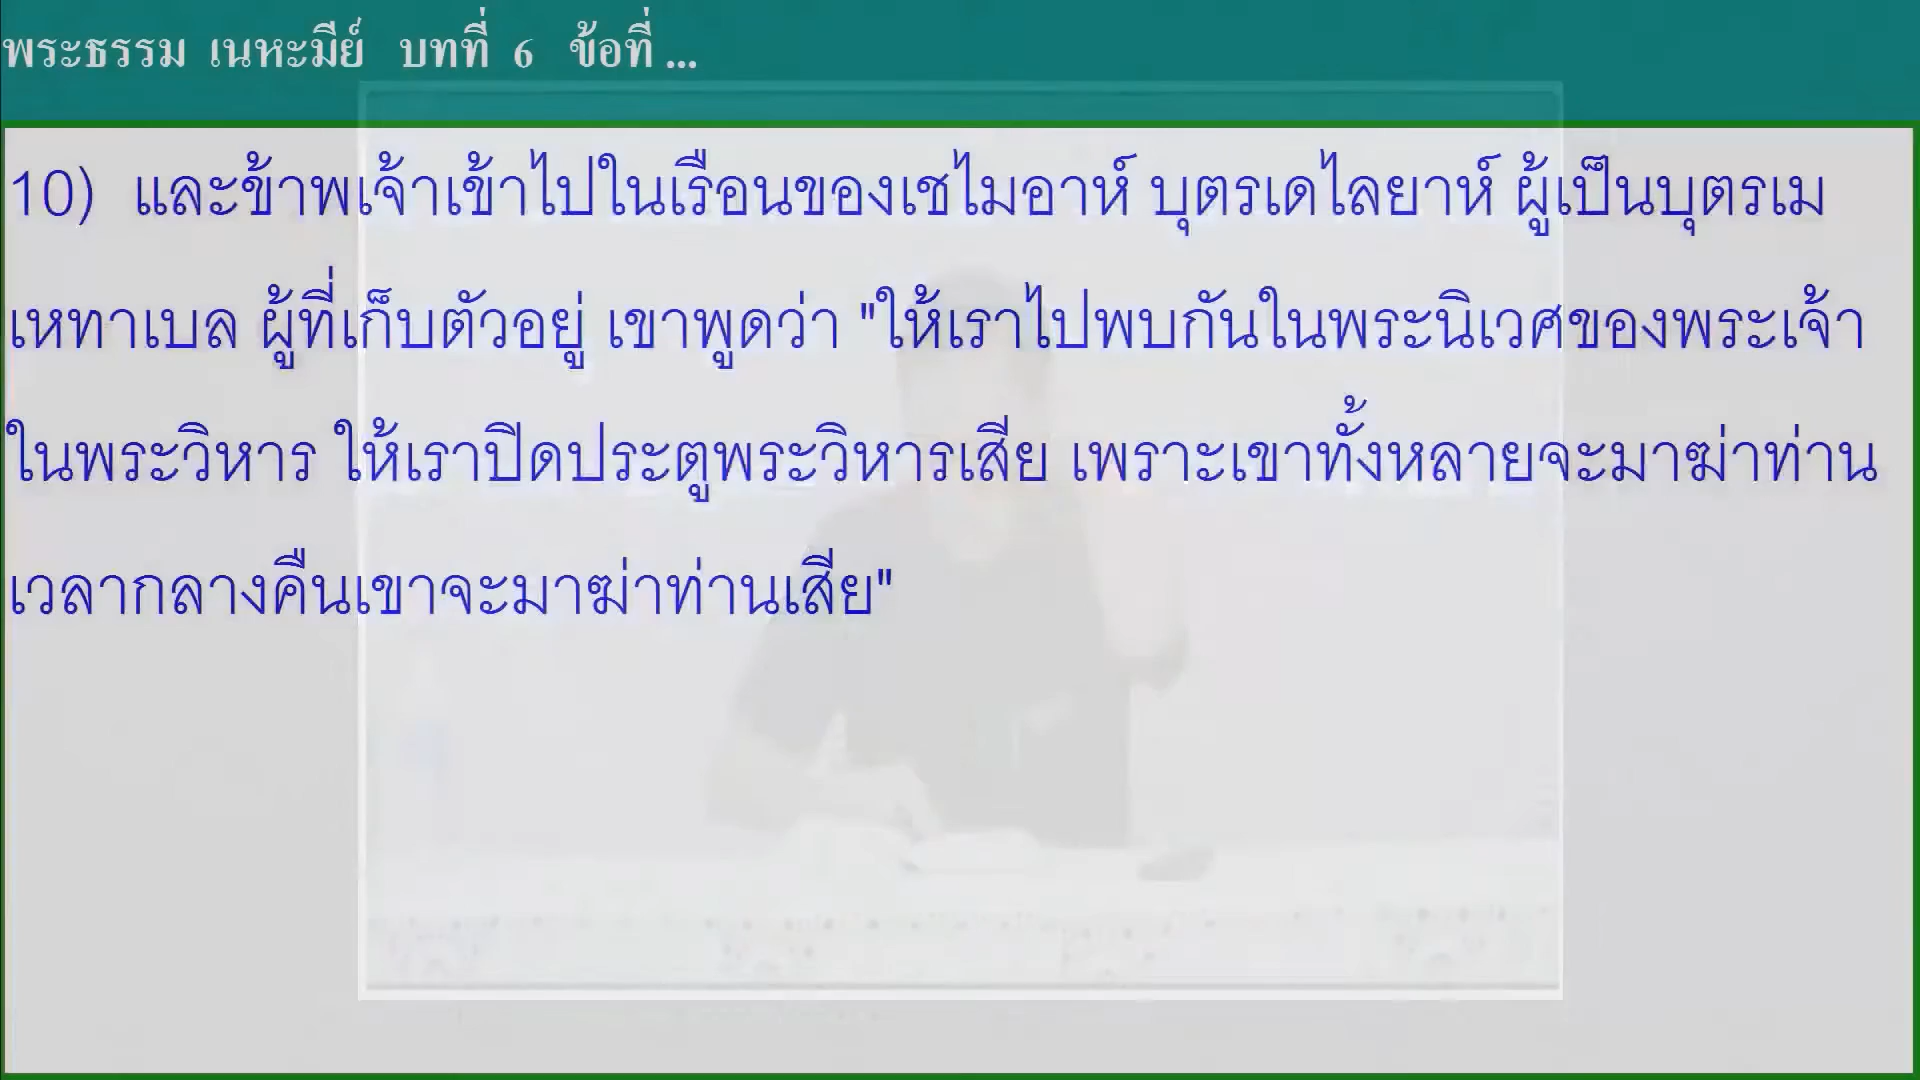 พระธรรม เนหะมีย์ บทที่ 6 ข้อที่ ...
10) และข้าพเจ้าเข้าไปในเรือนของเชไมอาห์ บุตรเดไลยาห์ ผู้เป็นบุตรเม
เหทาเบล ผู้ที่เก็บตัวอยู่ เขาพูดว่า "ให้เราไปพบกันในพระนิเวศของพระเจ้า
ในพระวิหาร ให้เราปิดประตูพระวิหารเสีย เพราะเขาทั้งหลายจะมาฆ่าท่าน
เวลากลางคืนเขาจะมาฆ่าท่านเสีย"